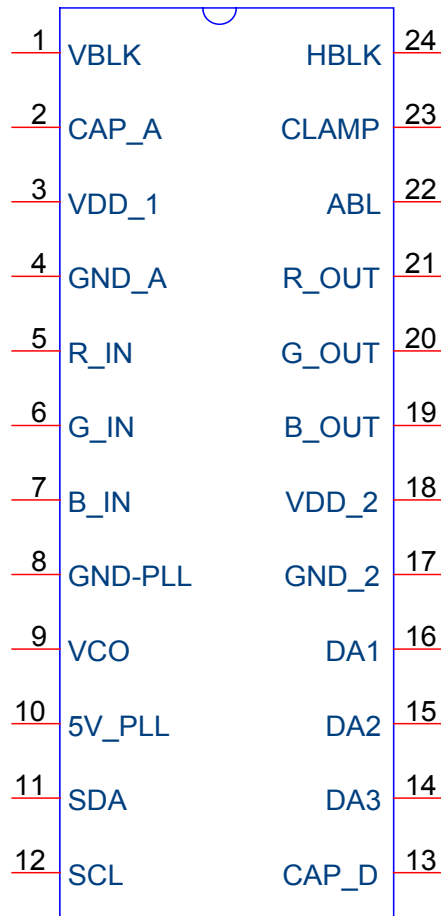 1 VBLK HBLK 24
2 CAP_A CLAMP 23
3 VDD_1 ABL 22
4 GND_A R_OUT 21
5 R_IN G_OUT 20
6 G_IN B_OUT 19
7 B_IN VDD_2 18
8 GND-PLL GND_2 17
9 VCO DA1 16
10 5V_PLL DA2 15
11 SDA DA3 14
12 SCL CAP_D 13